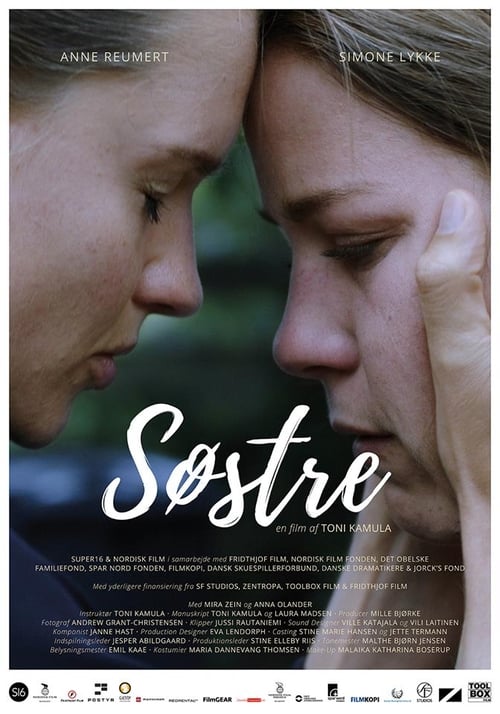 ANNE REUMERT
SIMONE LYKKE
Søstre
en film af TONI KAMULA
SUPER16 & NORDISK FILM i samarbejde med FRIDTHJOF FILM, NORDISK FILM FONDEN, DET OBELSKE
FAMILIEFOND, SPAR NORD FONDEN, FILMKOPI, DANSK SKUESPILLERFORBUND, DANSKE DRAMATIKERE & JORCK'S FOND
Med yderligere finansiering fra SF STUDIOS, ZENTROPA, TOOLBOX FILM & FRIDTHJOF FILM
Med MIRA ZEIN og ANNA OLANDER
Instruktør TONI KAMULA • Manuskript TONI KAMULA og LAURA MADSEN • Producer MILLE BJØRKE
Fotograf ANDREW GRANT-CHRISTENSEN • Klipper JUSSI RAUTANIEMI • Sound Designer VILLE KATAJALA og VILI LAITINEN
Komponist JANNE HAST • Production Designer EVA LENDORPH • Casting STINE MARIE HANSEN og JETTE TERMANN
Indspilningsleder JESPER ABILDGAARD • Produktionsleder STINE ELLEBY RIIS • Tonemester MALTHE BJØRN JENSEN
Belysningsmester EMIL KAAE • Kostumier MARIA DANNEVANG THOMSEN • Make-Up MALAIKA KATHARINA BOSERUP
S16
POSTYR
FilmGEAR
FILMKOPI
SF STUDIOS
TOOL
BOX
FILM